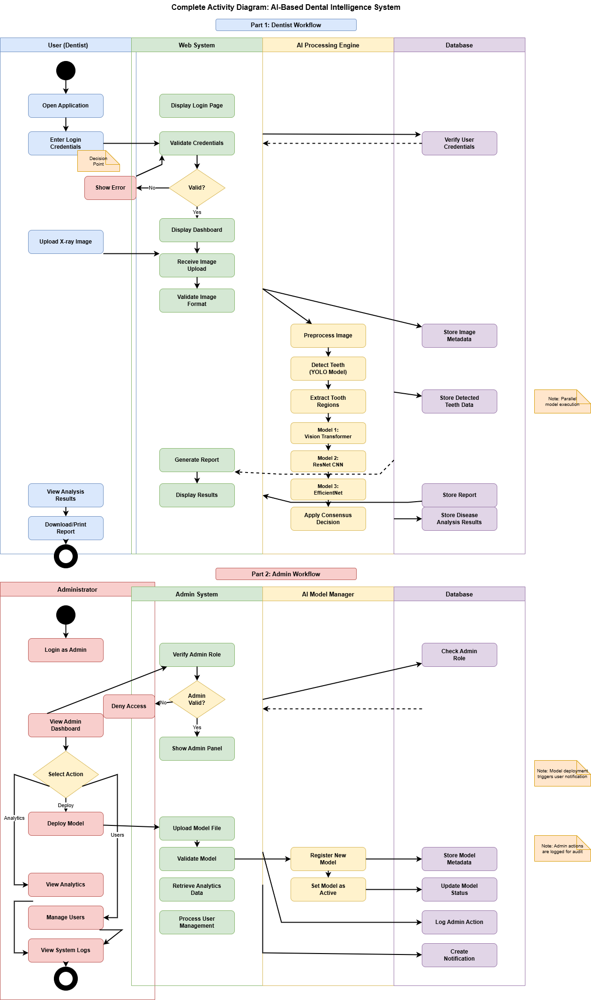 Complete Activity Diagram: AI-Based Dental Intelligence System
Part 1: Dentist Workflow
User (Dentist)
Web System
AI Processing Engine
Database
Open Application
Display Login Page
Enter Login
Credentials
Validate Credentials
Verify User
Credentials
Decision
Point
Show Error
No
Valid?
Yes
Display Dashboard
Upload X-ray Image
Receive Image
Upload
Validate Image
Format
Preprocess Image
Store Image
Metadata
Detect Teeth
(YOLO Model)
Extract Tooth
Regions
Store Detected
Teeth Data
Note: Parallel
model execution
Model 1:
Vision Transformer
Generate Report
Model 2:
ResNet CNN
View Analysis
Results
Display Results
Model 3:
EfficientNet
Store Report
Download/Print
Report
Apply Consensus
Decision
Store Disease
Analysis Results
Part 2: Admin Workflow
Administrator
Admin System
AI Model Manager
Database
Login as Admin
Verify Admin Role
Check Admin
Role
Deny Access
No
Admin
Valid?
View Admin
Dashboard
Yes
Show Admin Panel
Select Action
Note: Model deployment
triggers user notification
Deploy
Analytics
Deploy Model
Users
Upload Model File
Note: Admin actions
are logged for audit
Validate Model
Register New
Model
Store Model
Metadata
View Analytics
Retrieve Analytics
Data
Set Model as
Active
Update Model
Status
Manage Users
Process User
Management
Log Admin Action
View System Logs
Create
Notification